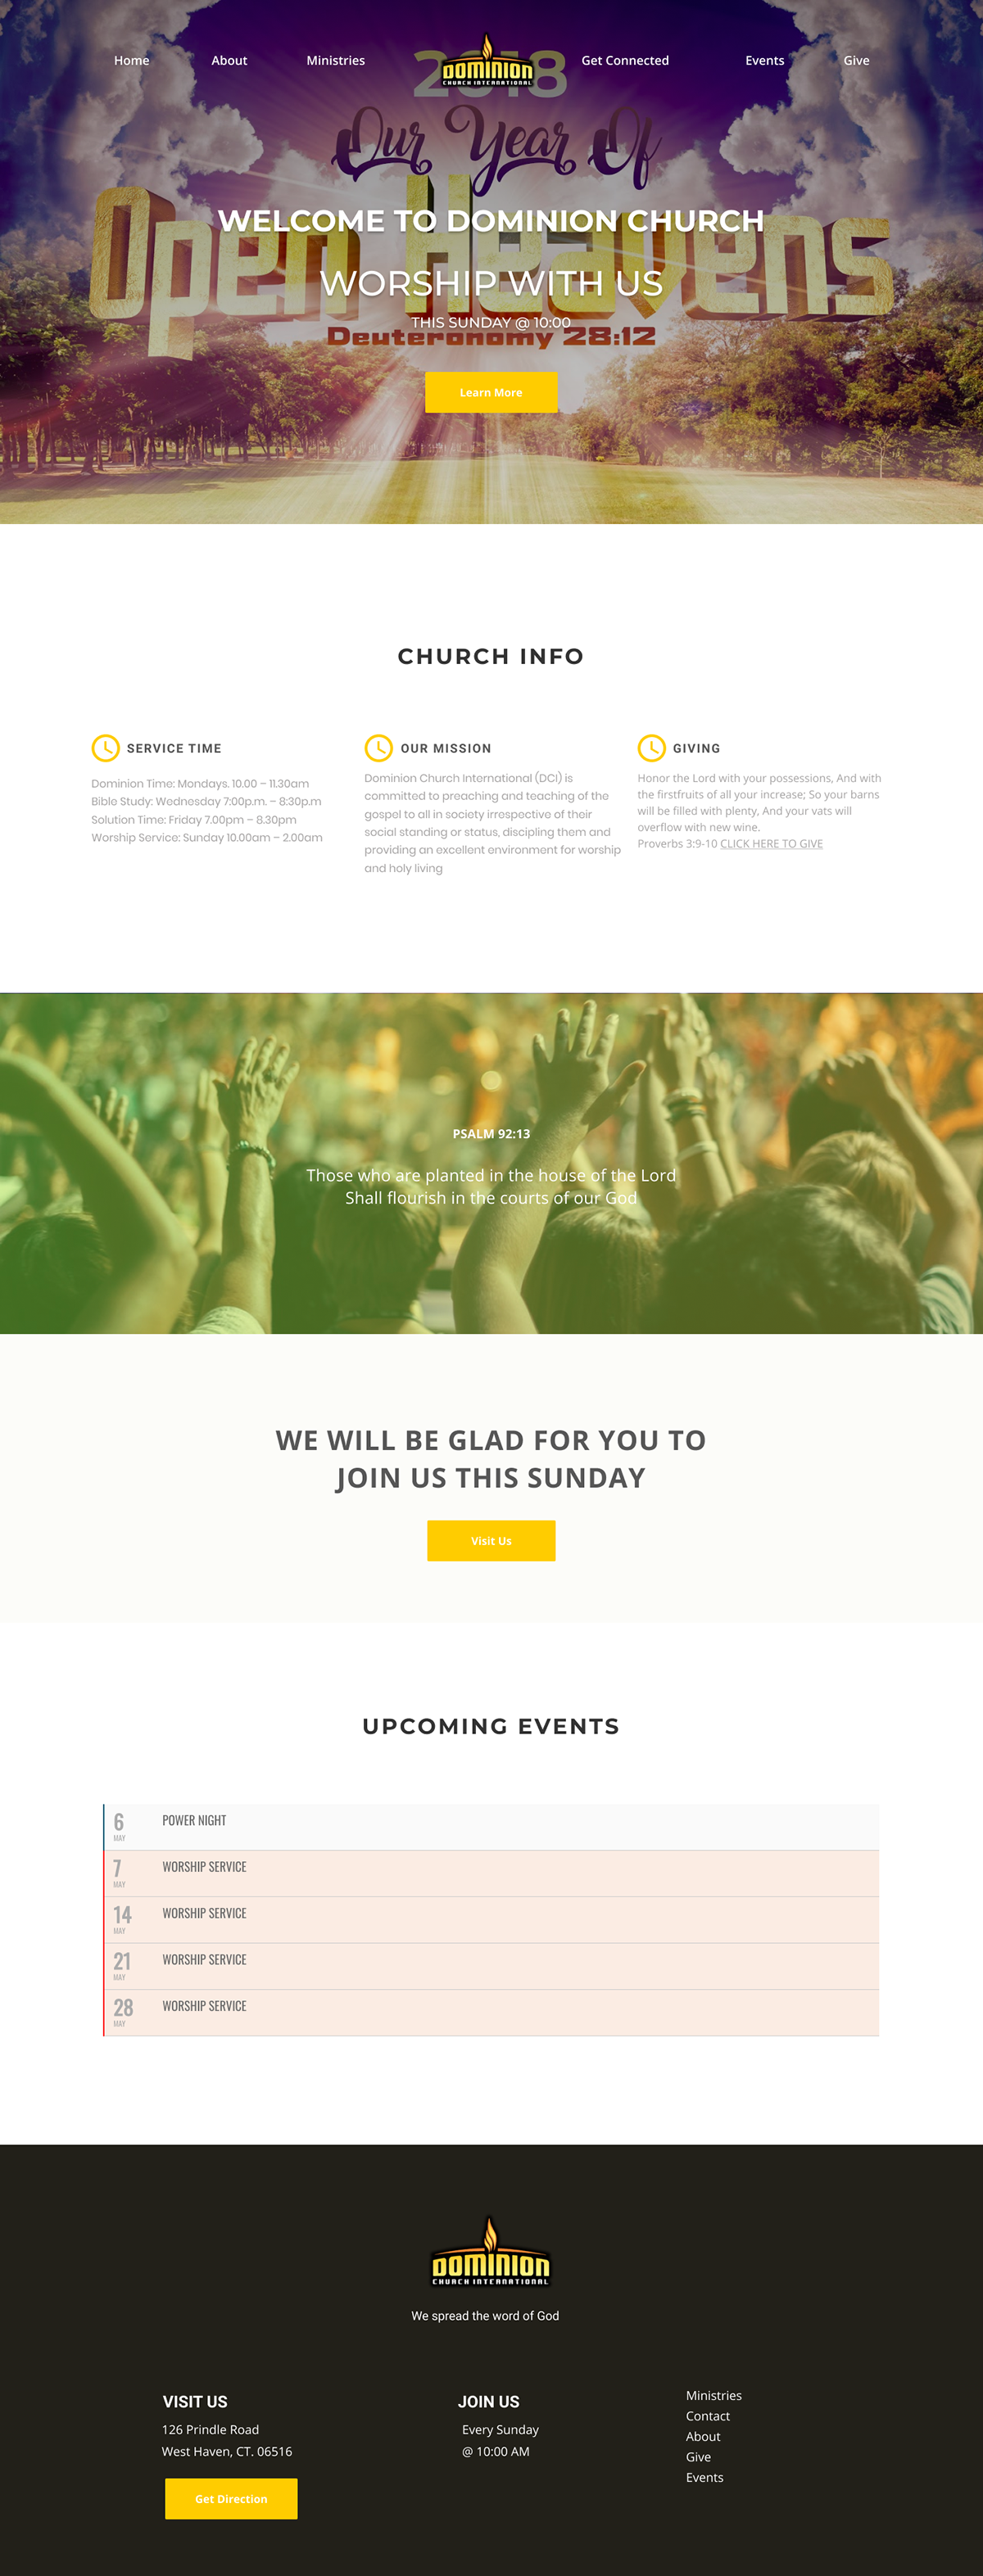 Home About Ministries Get Connected Events Give
2018
DOMINION
CHURCH INTERNATIONAL
Our Year Of
Open Heavens
WELCOME TO DOMINION CHURCH
WORSHIP WITH US
THIS SUNDAY @ 10:00
Deuteronomy 28:12
Learn More
CHURCH INFO
SERVICE TIME
Dominion Time: Mondays. 10.00 – 11.30am
Bible Study: Wednesday 7:00p.m. – 8:30p.m
Solution Time: Friday 7.00pm – 8.30pm
Worship Service: Sunday 10.00am – 2.00am
OUR MISSION
Dominion Church International (DCI) is
committed to preaching and teaching of the
gospel to all in society irrespective of their
social standing or status, discipling them and
providing an excellent environment for worship
and holy living
GIVING
Honor the Lord with your possessions, And with
the firstfruits of all your increase; So your barns
will be filled with plenty, And your vats will
overflow with new wine.
Proverbs 3:9-10 CLICK HERE TO GIVE
PSALM 92:13
Those who are planted in the house of the Lord
Shall flourish in the courts of our God
WE WILL BE GLAD FOR YOU TO
JOIN US THIS SUNDAY
Visit Us
UPCOMING EVENTS
6 POWER NIGHT
MAY
7 WORSHIP SERVICE
MAY
14 WORSHIP SERVICE
MAY
21 WORSHIP SERVICE
MAY
28 WORSHIP SERVICE
MAY
DOMINION
CHURCH INTERNATIONAL
We spread the word of God
VISIT US
126 Prindle Road
West Haven, CT. 06516
Get Direction
JOIN US
Every Sunday
@ 10:00 AM
Ministries
Contact
About
Give
Events